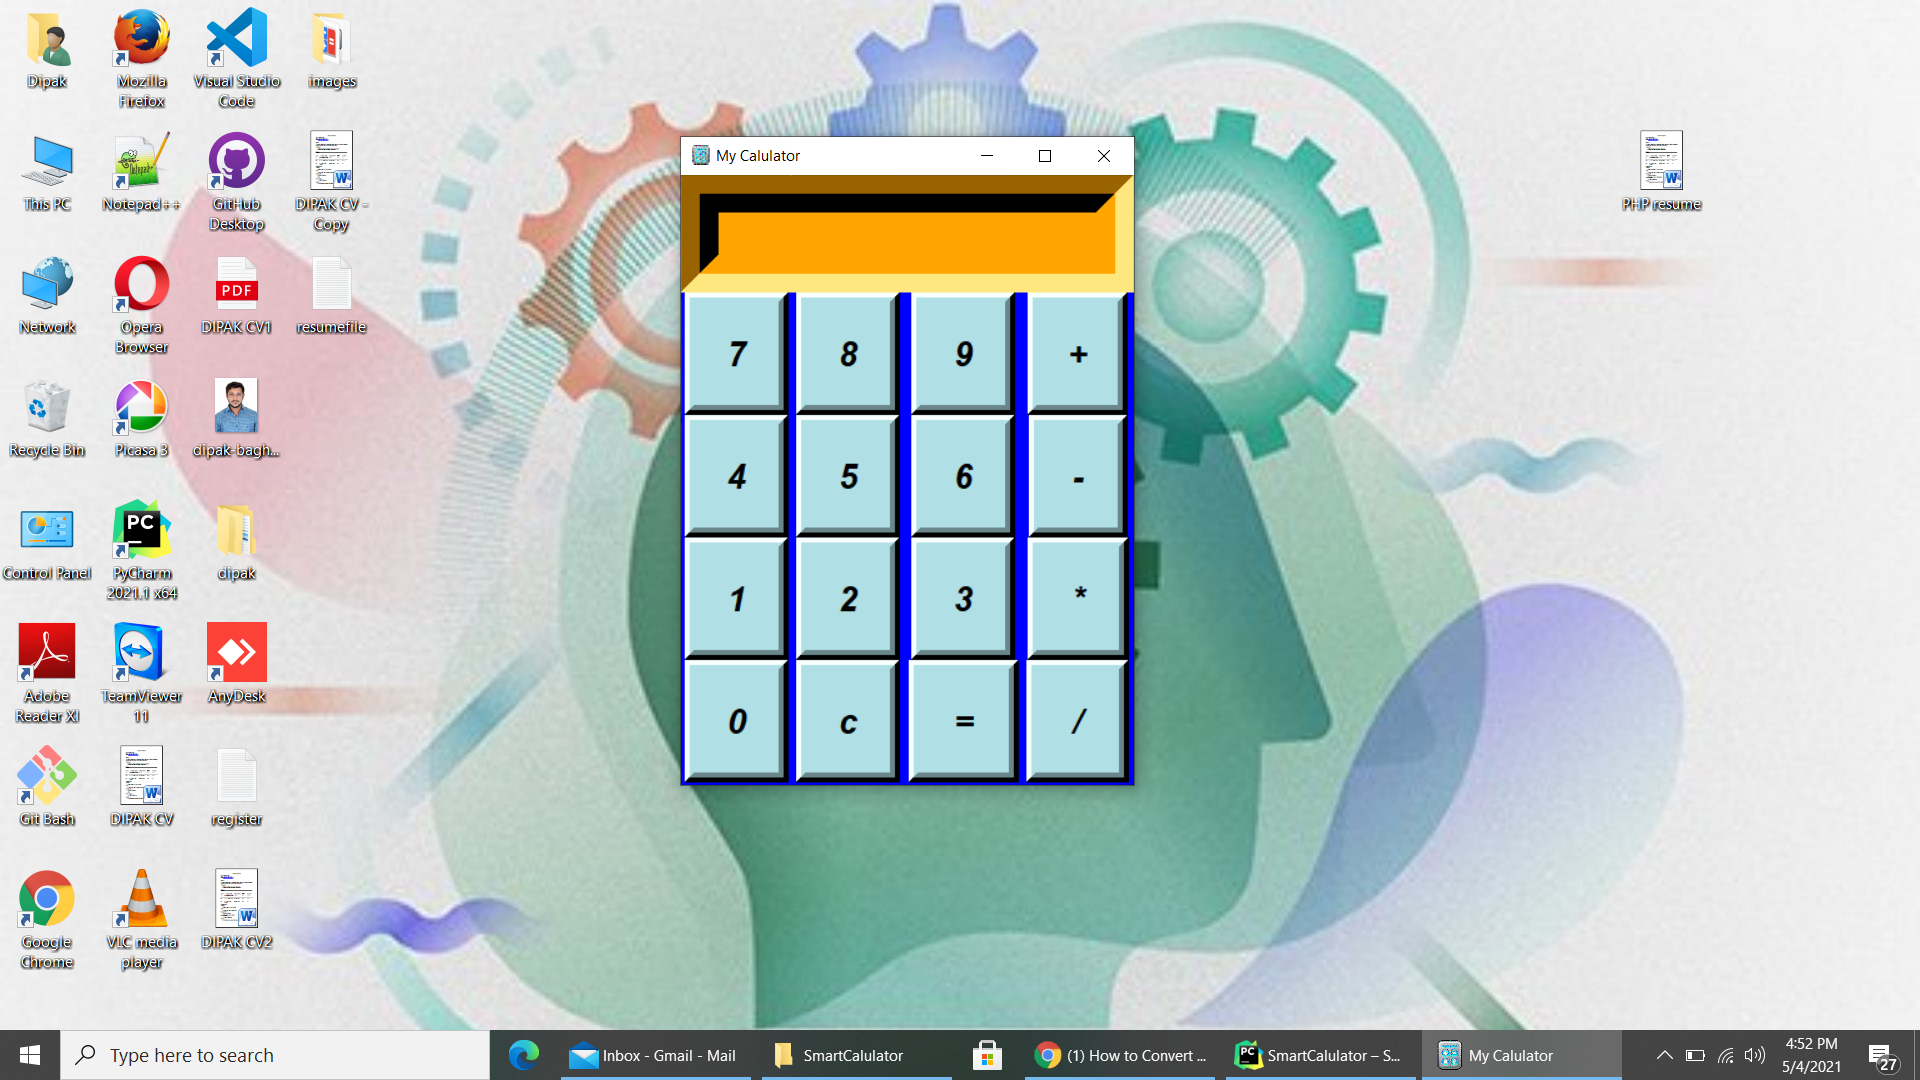 Dipak
Mozilla
Firefox
Visual Studio
Code
images
This PC
Notepad++
GitHub
Desktop
DIPAK CV -
Copy
PHP resume
Network
Opera
Browser
PDF
DIPAK CV1
resumefile
Recycle Bin
Picasa 3
dipak-bagh...
Control Panel
PC
PyCharm
2021.1 x64
dipak
Adobe
Reader XI
TeamViewer
11
AnyDesk
Git Bash
DIPAK CV
register
Google
Chrome
VLC media
player
DIPAK CV2
My Calulator
7 8 9 +
4 5 6 -
1 2 3 *
0 c = /
Type here to search
Inbox - Gmail - Mail
SmartCalulator
(1) How to Convert ...
SmartCalulator – S...
My Calulator
4:52 PM
5/4/2021
27